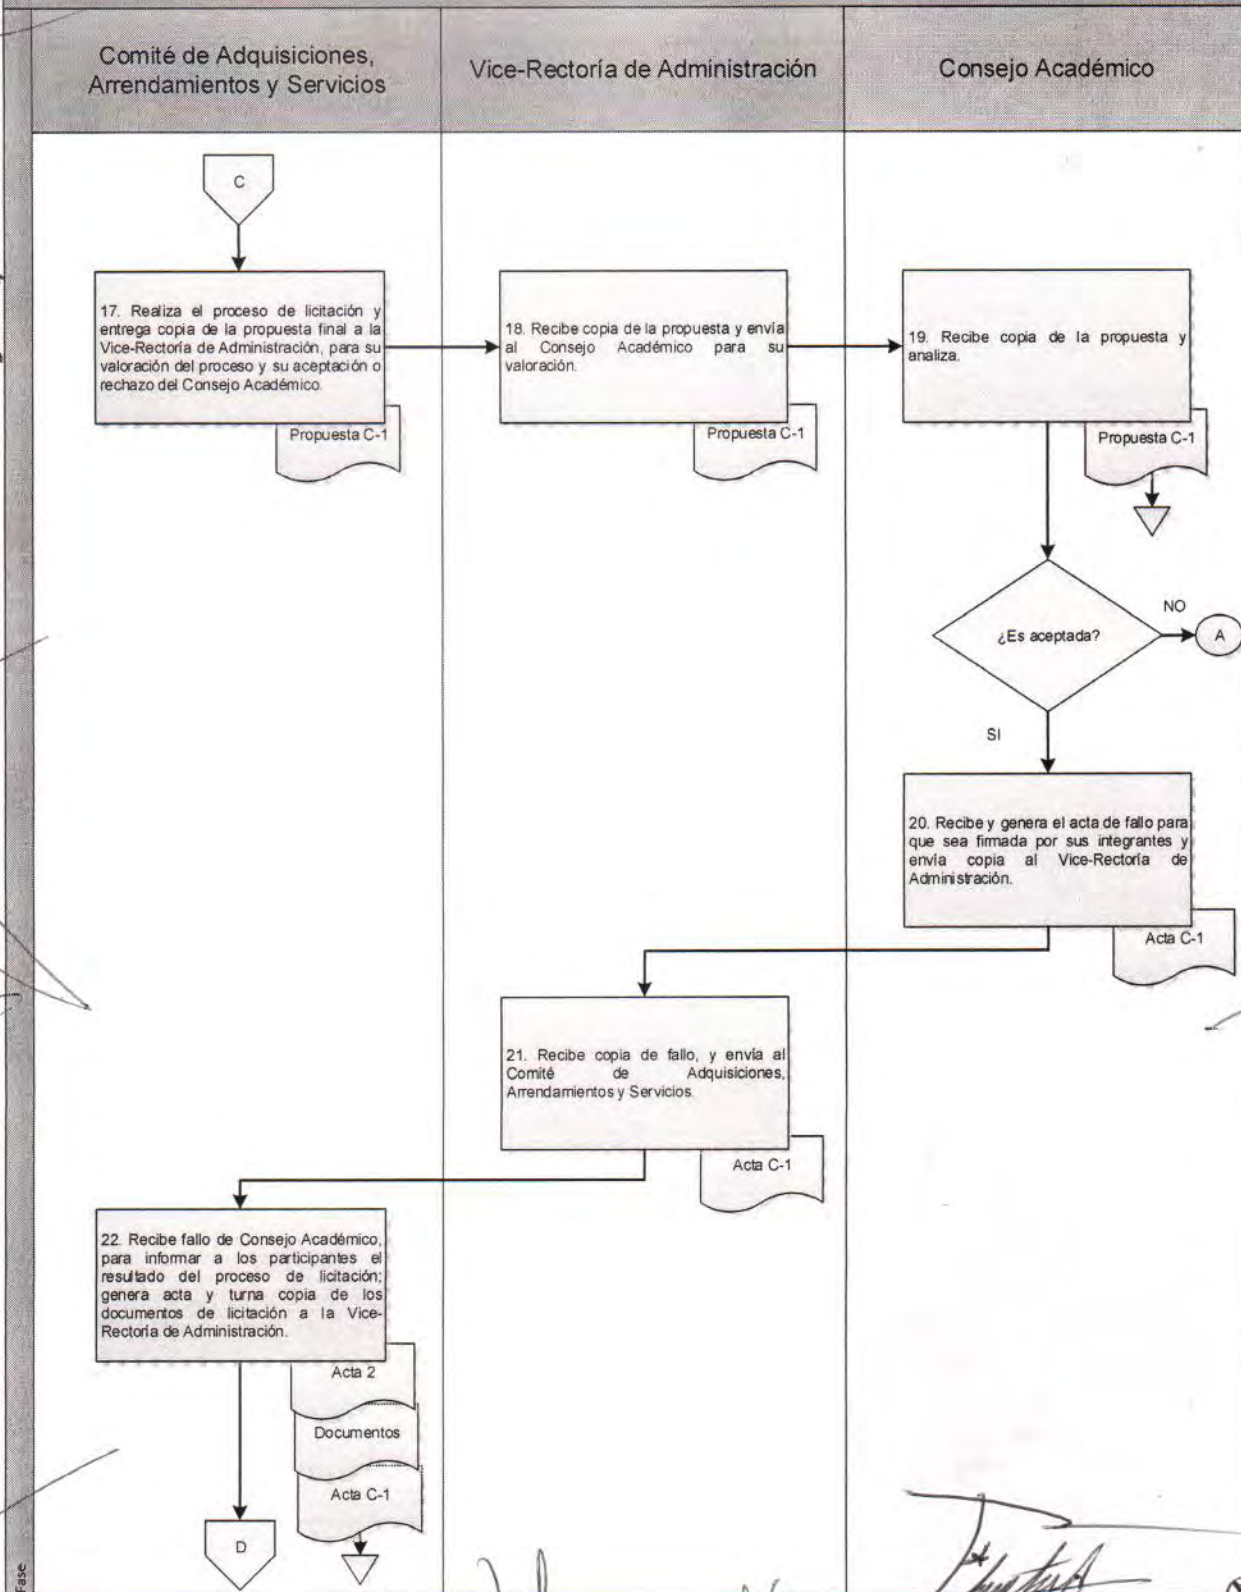 Comité de Adquisiciones,
Arrendamientos y Servicios
Vice-Rectoría de Administración
Consejo Académico
C
17. Realiza el proceso de licitación y
entrega copia de la propuesta final a la
Vice-Rectoría de Administración, para su
valoración del proceso y su aceptación o
rechazo del Consejo Académico.
Propuesta C-1
18. Recibe copia de la propuesta y envía
al Consejo Académico para su
valoración.
Propuesta C-1
19. Recibe copia de la propuesta y
analiza.
Propuesta C-1
¿Es aceptada?
NO
A
SI
20. Recibe y genera el acta de fallo para
que sea firmada por sus integrantes y
envía copia al Vice-Rectoría de
Administración.
Acta C-1
21. Recibe copia de fallo, y envía al
Comité de Adquisiciones,
Arrendamientos y Servicios.
Acta C-1
22. Recibe fallo de Consejo Académico,
para informar a los participantes el
resultado del proceso de licitación;
genera acta y turna copia de los
documentos de licitación a la Vice-
Rectoría de Administración.
Acta 2
Documentos
Acta C-1
D
Fase